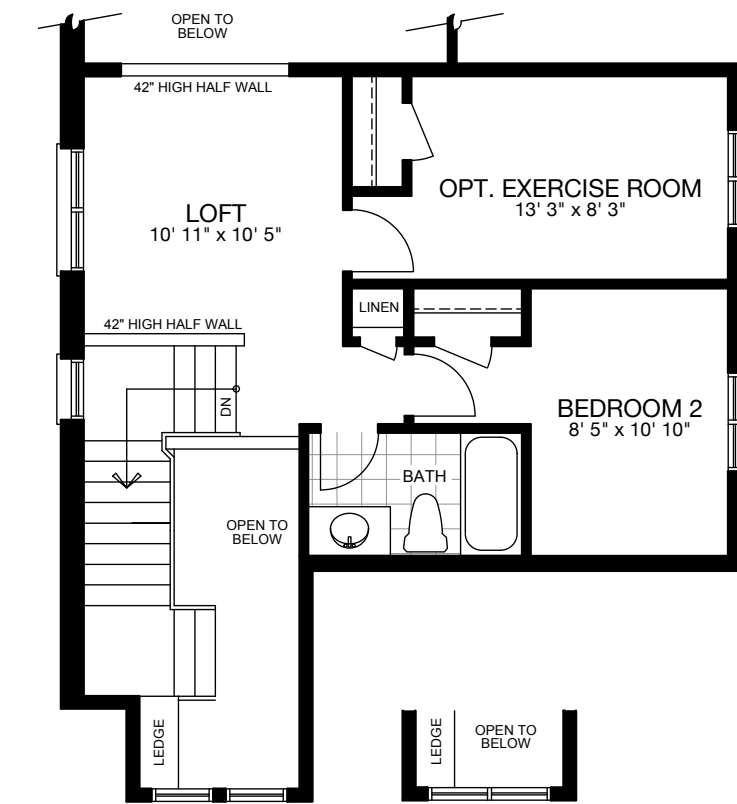 OPEN TO
BELOW
42" HIGH HALF WALL
LOFT
10' 11" x 10' 5"
OPT. EXERCISE ROOM
13' 3" x 8' 3"
LINEN
42" HIGH HALF WALL
DN
BEDROOM 2
8' 5" x 10' 10"
BATH
OPEN TO
BELOW
LEDGE
LEDGE
OPEN TO
BELOW